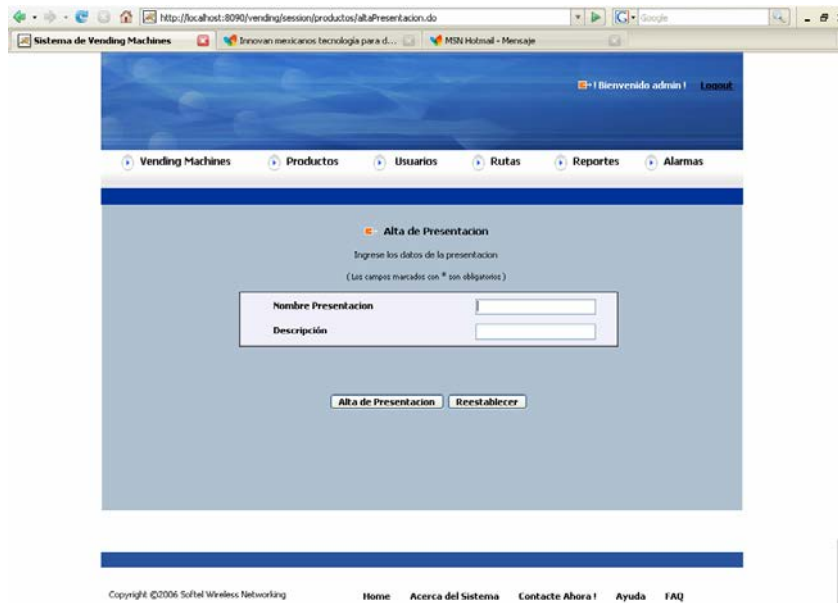 http://localhost:8090/vending/session/productos/altaPresentacion.do
Google
Sistema de Vending Machines
Innovan mexicanos tecnología para d...
MSN Hotmail - Mensaje
! Bienvenido admin !
Logout
Vending Machines
Productos
Usuarios
Rutas
Reportes
Alarmas
Alta de Presentacion
Ingrese los datos de la presentacion
( Los campos marcados con * son obligatorios )
Nombre Presentacion
Descripción
Alta de Presentacion
Reestablecer
Copyright ©2006 Softel Wireless Networking
Home
Acerca del Sistema
Contacte Ahora !
Ayuda
FAQ